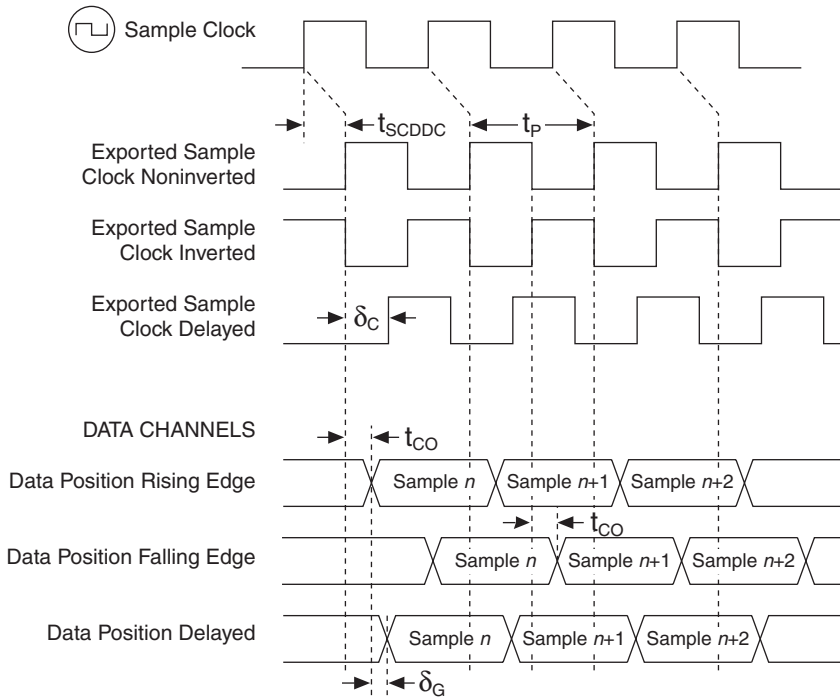 Sample Clock
t_SCDDC
t_P
Exported Sample
Clock Noninverted
Exported Sample
Clock Inverted
Exported Sample
Clock Delayed
δ_C
DATA CHANNELS
t_CO
Data Position Rising Edge
Sample n
Sample n+1
Sample n+2
t_CO
Data Position Falling Edge
Sample n
Sample n+1
Sample n+2
Data Position Delayed
Sample n
Sample n+1
Sample n+2
δ_G